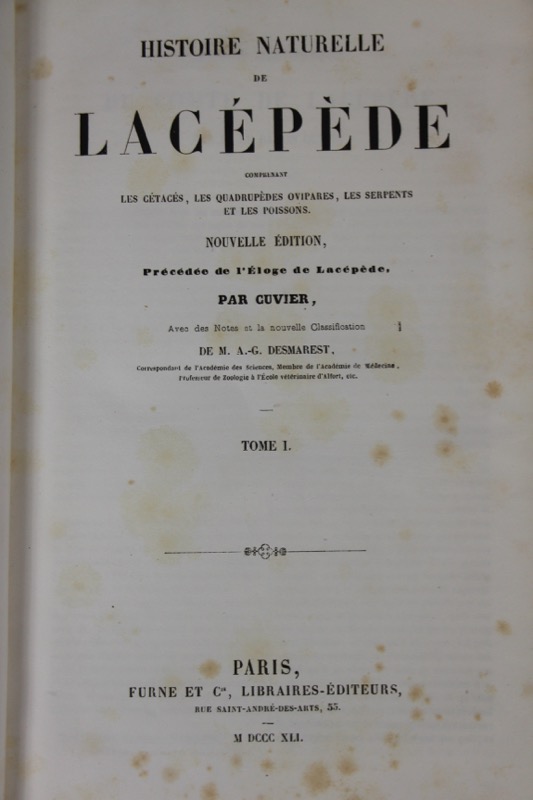 HISTOIRE NATURELLE
DE
LACÉPÈDE
COMPRENANT
LES CÉTACÉS, LES QUADRUPÈDES OVIPARES, LES SERPENTS
ET LES POISSONS.
NOUVELLE ÉDITION,
Précédée de l'Éloge de Lacépède,
PAR CUVIER,
Avec des Notes et la nouvelle Classification
DE M. A.-G. DESMAREST,
Correspondant de l'Académie des Sciences, Membre de l'Académie de Médecine,
Professeur de Zoologie à l'École vétérinaire d'Alfort, etc.
TOME I.
PARIS,
FURNE ET Cie, LIBRAIRES-ÉDITEURS,
RUE SAINT-ANDRÉ-DES-ARTS, 55.
M DCCC XLI.